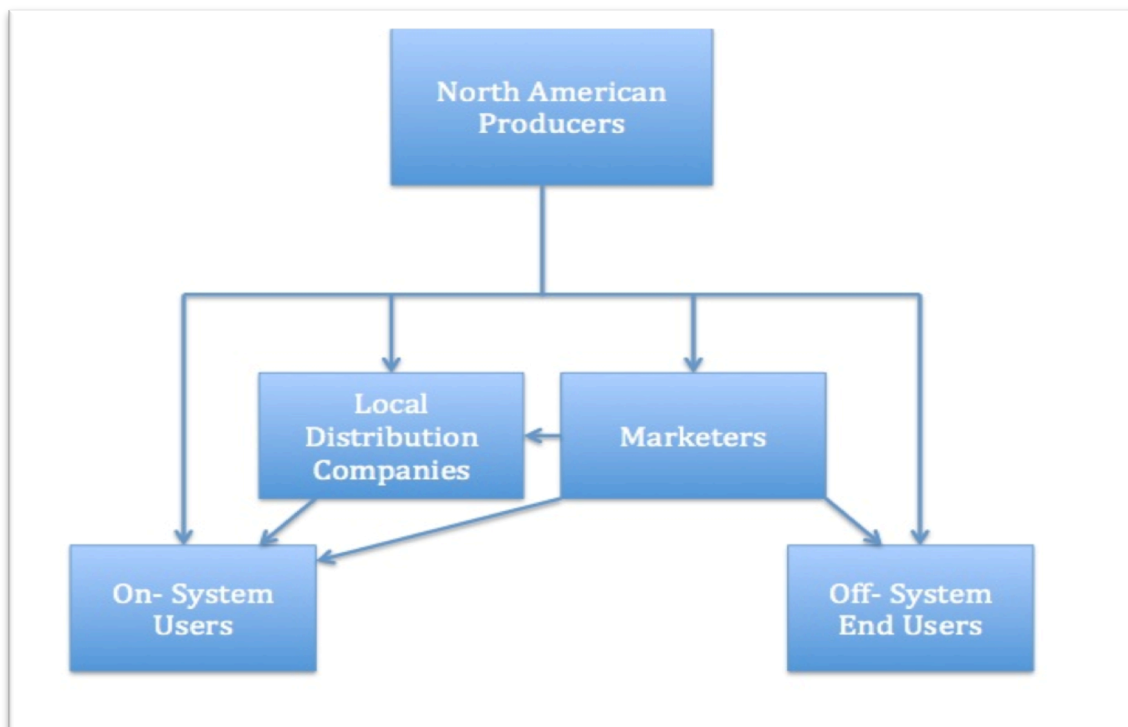 North American
Producers
Local
Distribution
Companies
Marketers
On- System
Users
Off- System
End Users